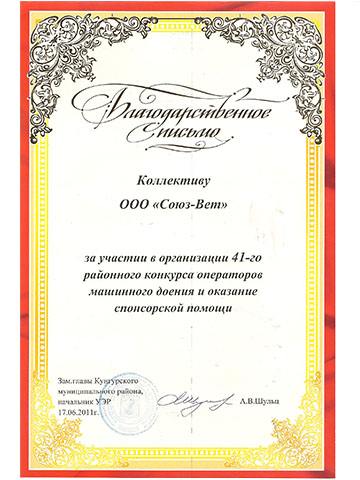 Благодарственное
письмо
Коллективу
ООО «Союз-Вет»
за участии в организации 41-го
районного конкурса операторов
машинного доения и оказание
спонсорской помощи
Зам.главы Кунгурского
муниципального района,
начальник УЭР
17.06.2011г.
А.В.Шульц